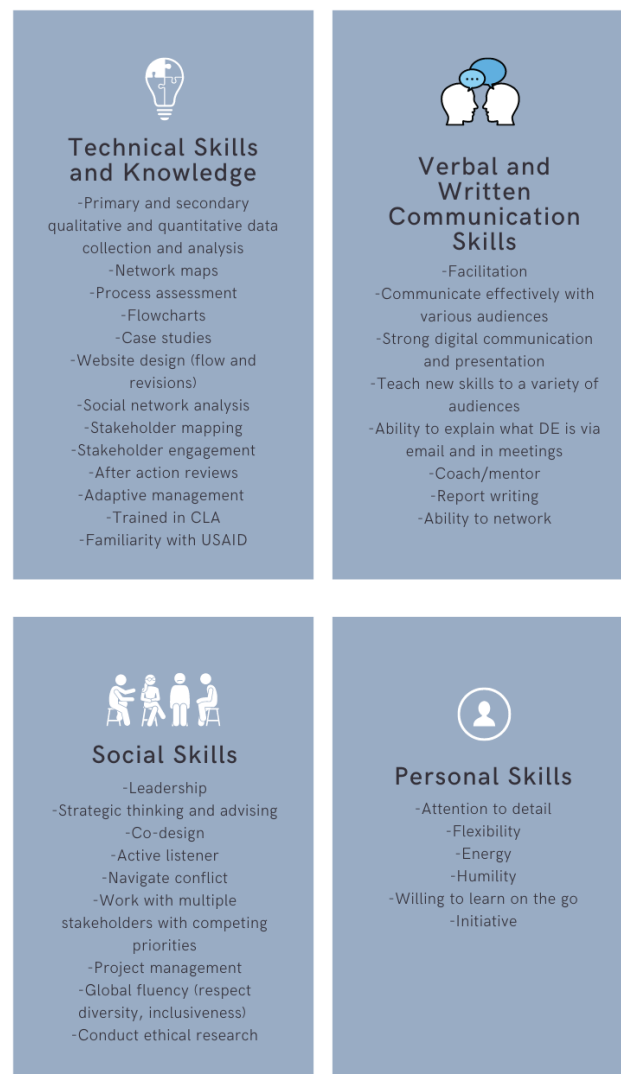 Technical Skills
and Knowledge
-Primary and secondary
qualitative and quantitative data
collection and analysis
-Network maps
-Process assessment
-Flowcharts
-Case studies
-Website design (flow and
revisions)
-Social network analysis
-Stakeholder mapping
-Stakeholder engagement
-After action reviews
-Adaptive management
-Trained in CLA
-Familiarity with USAID
Verbal and
Written
Communication
Skills
-Facilitation
-Communicate effectively with
various audiences
-Strong digital communication
and presentation
-Teach new skills to a variety of
audiences
-Ability to explain what DE is via
email and in meetings
-Coach/mentor
-Report writing
-Ability to network
Social Skills
-Leadership
-Strategic thinking and advising
-Co-design
-Active listener
-Navigate conflict
-Work with multiple
stakeholders with competing
priorities
-Project management
-Global fluency (respect
diversity, inclusiveness)
-Conduct ethical research
Personal Skills
-Attention to detail
-Flexibility
-Energy
-Humility
-Willing to learn on the go
-Initiative